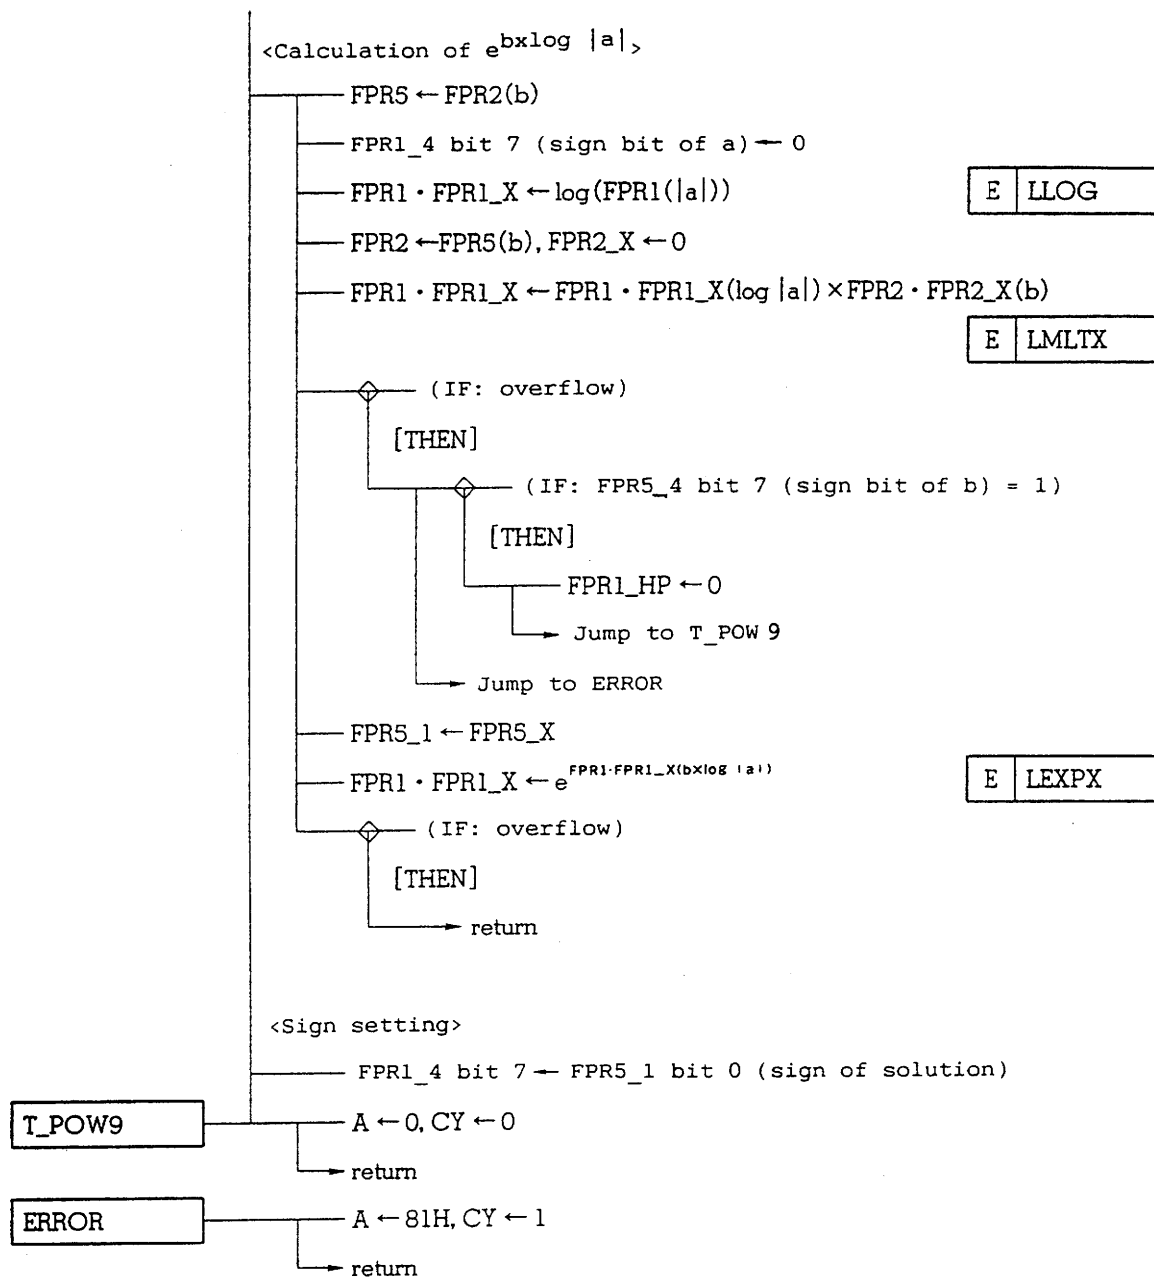 <Calculation of e^bxlog |a|>
FPR5 ← FPR2(b)
FPR1_4 bit 7 (sign bit of a) ← 0
FPR1・FPR1_X ← log(FPR1(|a|))
E LLOG
FPR2 ← FPR5(b), FPR2_X ← 0
FPR1・FPR1_X ← FPR1・FPR1_X(log |a|) × FPR2・FPR2_X(b)
E LMLTX
(IF: overflow)
[THEN]
(IF: FPR5_4 bit 7 (sign bit of b) = 1)
[THEN]
FPR1_HP ← 0
Jump to T_POW 9
Jump to ERROR
FPR5_1 ← FPR5_X
FPR1・FPR1_X ← e^FPR1・FPR1_X(b×log |a|)
E LEXPX
(IF: overflow)
[THEN]
return
<Sign setting>
FPR1_4 bit 7 ← FPR5_1 bit 0 (sign of solution)
T_POW9
A ← 0, CY ← 0
return
ERROR
A ← 81H, CY ← 1
return